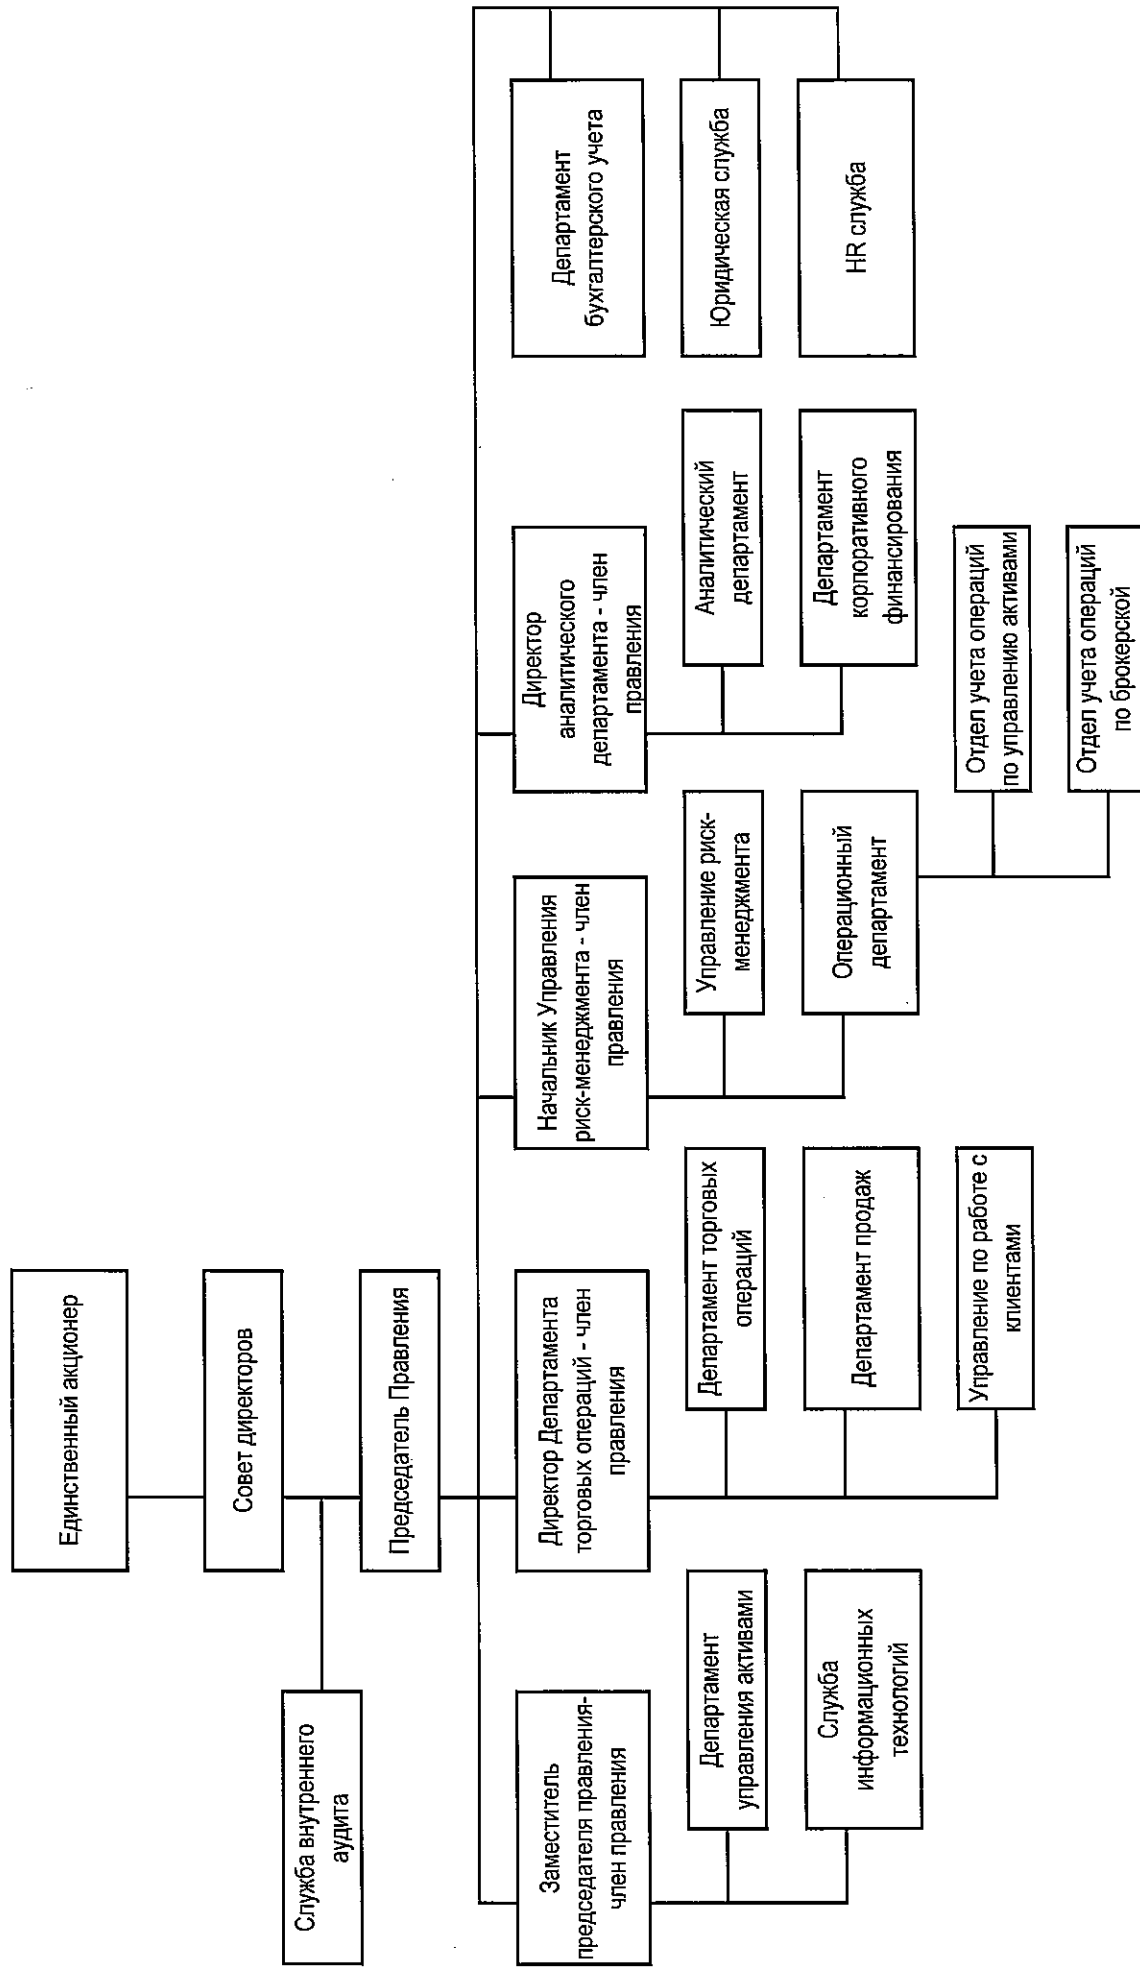 Единственный акционер
Совет директоров
Служба внутреннего
аудита
Председатель Правления
Заместитель
председателя правления-
член правления
Департамент
управления активами
Служба
информационных
технологий
Директор Департамента
торговых операций - член
правления
Департамент торговых
операций
Департамент продаж
Управление по работе с
клиентами
Начальник Управления
риск-менеджмента - член
правления
Управление риск-
менеджмента
Операционный
департамент
Отдел учета операций
по управлению активами
Отдел учета операций
по брокерской
Директор
аналитического
департамента - член
правления
Аналитический
департамент
Департамент
корпоративного
финансирования
Департамент
бухгалтерского учета
Юридическая служба
HR служба